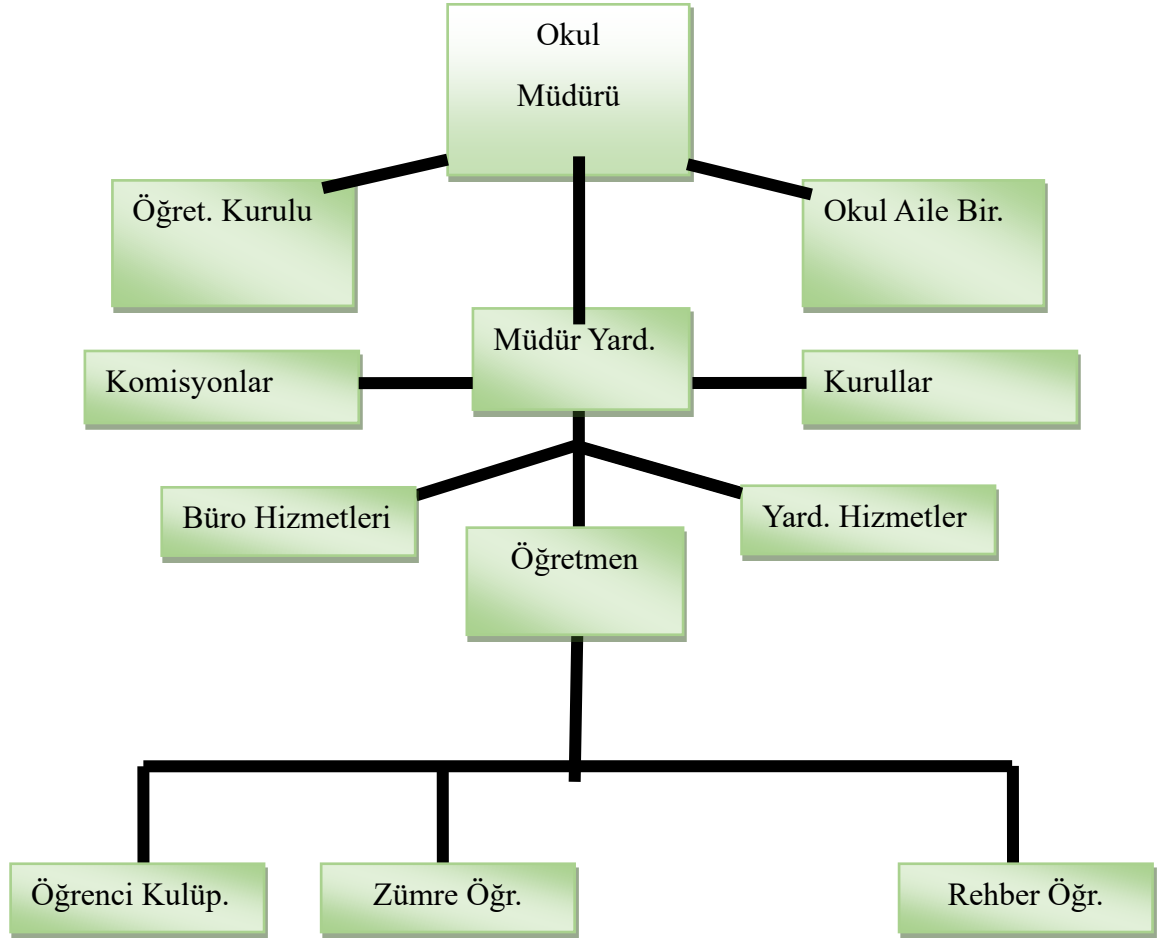 Okul
Müdürü
Öğret. Kurulu
Okul Aile Bir.
Müdür Yard.
Komisyonlar
Kurullar
Büro Hizmetleri
Yard. Hizmetler
Öğretmen
Öğrenci Kulüp.
Zümre Öğr.
Rehber Öğr.